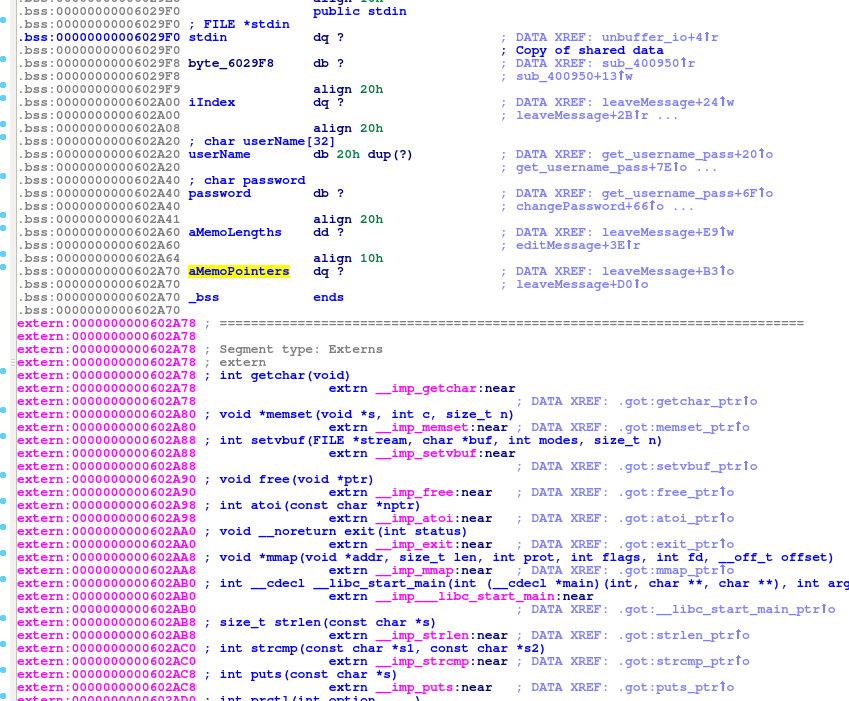 align 10h
.bss:00000000006029F0 public stdin
.bss:00000000006029F0 ; FILE *stdin
.bss:00000000006029F0 stdin dq ? ; DATA XREF: unbuffer_io+4↑r
.bss:00000000006029F0 ; Copy of shared data
.bss:00000000006029F8 byte_6029F8 db ? ; DATA XREF: sub_400950↑r
.bss:00000000006029F8 ; sub_400950+13↑w
.bss:00000000006029F9 align 20h
.bss:0000000000602A00 iIndex dq ? ; DATA XREF: leaveMessage+24↑w
.bss:0000000000602A00 ; leaveMessage+2B↑r ...
.bss:0000000000602A08 align 20h
.bss:0000000000602A20 ; char userName[32]
.bss:0000000000602A20 userName db 20h dup(?) ; DATA XREF: get_username_pass+20↑o
.bss:0000000000602A20 ; get_username_pass+7E↑o ...
.bss:0000000000602A40 ; char password
.bss:0000000000602A40 password db ? ; DATA XREF: get_username_pass+6F↑o
.bss:0000000000602A40 ; changePassword+66↑o ...
.bss:0000000000602A41 align 20h
.bss:0000000000602A60 aMemoLengths dd ? ; DATA XREF: leaveMessage+E9↑w
.bss:0000000000602A60 ; editMessage+3E↑r
.bss:0000000000602A64 align 10h
.bss:0000000000602A70 aMemoPointers dq ? ; DATA XREF: leaveMessage+B3↑o
.bss:0000000000602A70 ; leaveMessage+D0↑o
.bss:0000000000602A70 _bss ends
.bss:0000000000602A70
extern:0000000000602A78 ; ===========================================================================
extern:0000000000602A78
extern:0000000000602A78 ; Segment type: Externs
extern:0000000000602A78 ; extern
extern:0000000000602A78 ; int getchar(void)
extern:0000000000602A78 extrn __imp_getchar:near
extern:0000000000602A78 ; DATA XREF: .got:getchar_ptr↑o
extern:0000000000602A80 ; void *memset(void *s, int c, size_t n)
extern:0000000000602A80 extrn __imp_memset:near ; DATA XREF: .got:memset_ptr↑o
extern:0000000000602A88 ; int setvbuf(FILE *stream, char *buf, int modes, size_t n)
extern:0000000000602A88 extrn __imp_setvbuf:near
extern:0000000000602A88 ; DATA XREF: .got:setvbuf_ptr↑o
extern:0000000000602A90 ; void free(void *ptr)
extern:0000000000602A90 extrn __imp_free:near ; DATA XREF: .got:free_ptr↑o
extern:0000000000602A98 ; int atoi(const char *nptr)
extern:0000000000602A98 extrn __imp_atoi:near ; DATA XREF: .got:atoi_ptr↑o
extern:0000000000602AA0 ; void __noreturn exit(int status)
extern:0000000000602AA0 extrn __imp_exit:near ; DATA XREF: .got:exit_ptr↑o
extern:0000000000602AA8 ; void *mmap(void *addr, size_t len, int prot, int flags, int fd, __off_t offset)
extern:0000000000602AA8 extrn __imp_mmap:near ; DATA XREF: .got:mmap_ptr↑o
extern:0000000000602AB0 ; int __cdecl __libc_start_main(int (__cdecl *main)(int, char **, char **), int arg
extern:0000000000602AB0 extrn __imp___libc_start_main:near
extern:0000000000602AB0 ; DATA XREF: .got:__libc_start_main_ptr↑o
extern:0000000000602AB8 ; size_t strlen(const char *s)
extern:0000000000602AB8 extrn __imp_strlen:near ; DATA XREF: .got:strlen_ptr↑o
extern:0000000000602AC0 ; int strcmp(const char *s1, const char *s2)
extern:0000000000602AC0 extrn __imp_strcmp:near ; DATA XREF: .got:strcmp_ptr↑o
extern:0000000000602AC8 ; int puts(const char *s)
extern:0000000000602AC8 extrn __imp_puts:near ; DATA XREF: .got:puts_ptr↑o
extern:0000000000602AD0 ; int prctl(int option, ...)